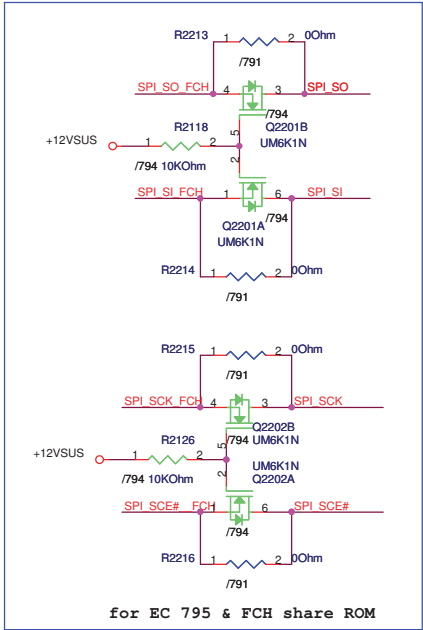 R2213 1 2 0Ohm
/791
SPI_SO_FCH 4 3 SPI_SO
/794
R2118 5 Q2201B
+12VSUS 1 2 UM6K1N
/794 10KOhm 2
SPI_SI_FCH 1 6 SPI_SI
/794
Q2201A
UM6K1N
R2214 1 2 0Ohm
/791
R2215 1 2 0Ohm
/791
SPI_SCK_FCH 4 3 SPI_SCK
Q2202B
R2126 5 /794 UM6K1N
+12VSUS 1 2
UM6K1N
/794 10KOhm 2 Q2202A
SPI_SCE#_FCH 1 6 SPI_SCE#
/794
R2216 1 2 0Ohm
/791
for EC 795 & FCH share ROM